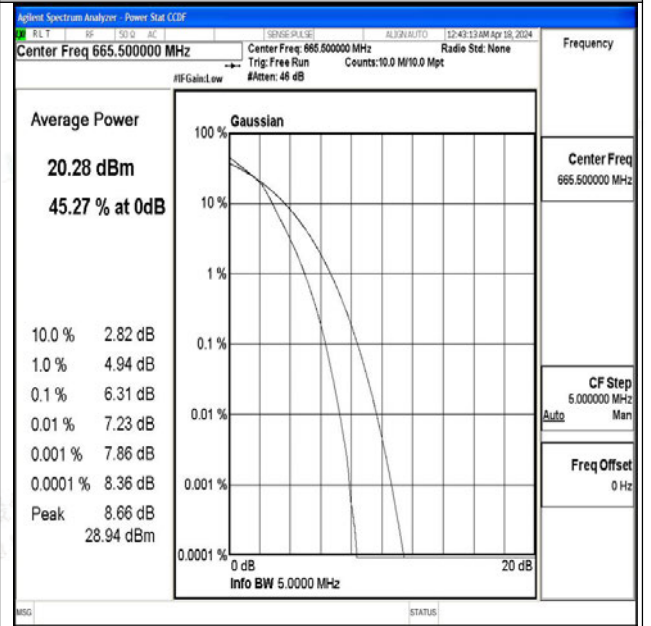 Agilent Spectrum Analyzer - Power Stat CCDF
RLT RF 50 Ω AC SENSE:PULSE ALIGNAUTO 12:43:13 AM Apr 18, 2024
Center Freq 665.500000 MHz
Center Freq: 665.500000 MHz Radio Std: None
Trig: Free Run Counts:10.0 M/10.0 Mpt
#IFGain:Low #Atten: 46 dB
Frequency
Average Power
20.28 dBm
45.27 % at 0dB
10.0 % 2.82 dB
1.0 % 4.94 dB
0.1 % 6.31 dB
0.01 % 7.23 dB
0.001 % 7.86 dB
0.0001 % 8.36 dB
Peak 8.66 dB
28.94 dBm
Gaussian
100 %
10 %
1 %
0.1 %
0.01 %
0.001 %
0.0001 %
0 dB 20 dB
Info BW 5.0000 MHz
Center Freq
665.500000 MHz
CF Step
5.000000 MHz
Auto Man
Freq Offset
0 Hz
MSG STATUS